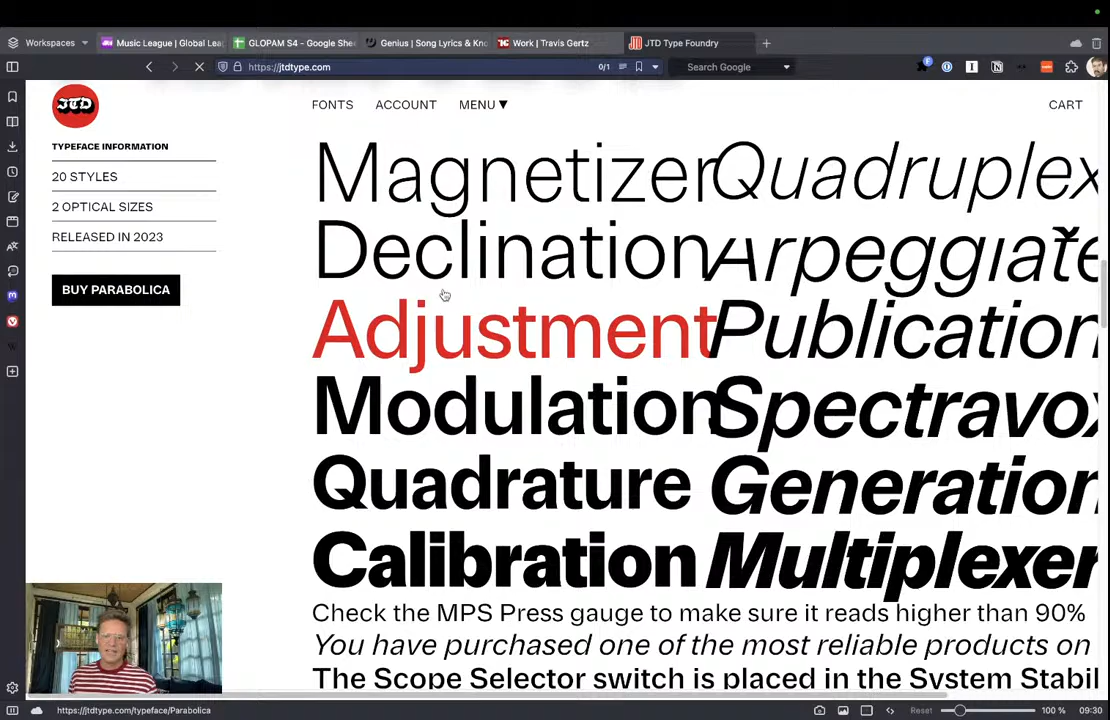 Workspaces
Music League | Global Lea
GLOPAM S4 - Google She
Genius | Song Lyrics & Kno
Work | Travis Gertz
JTD Type Foundry
https://jtdtype.com
0/1
Search Google
JTD
FONTS
ACCOUNT
MENU ▼
CART
TYPEFACE INFORMATION
20 STYLES
2 OPTICAL SIZES
RELEASED IN 2023
BUY PARABOLICA
Magnetizer Quadruplex
Declination Arpeggiate
Adjustment Publication
Modulation Spectravox
Quadrature Generation
Calibration Multiplexer
Check the MPS Press gauge to make sure it reads higher than 90%
You have purchased one of the most reliable products on
The Scope Selector switch is placed in the System Stabil
https://jtdtype.com/typeface/Parabolica
Reset
100 %
09:30